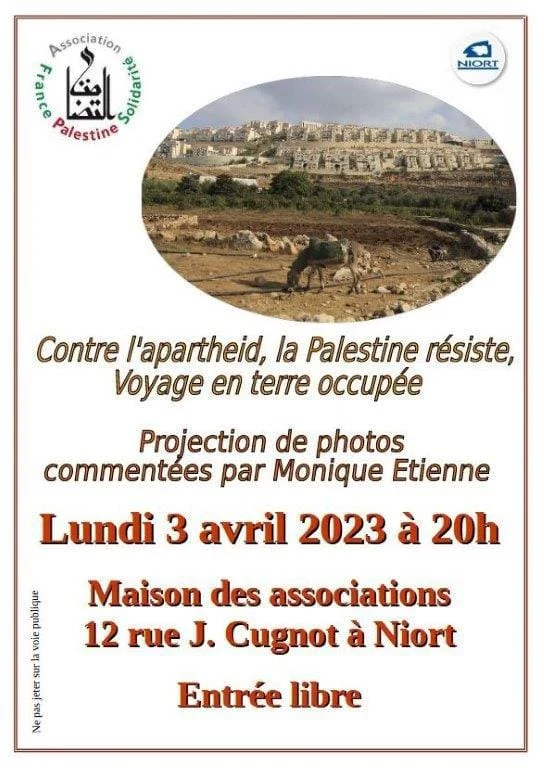 Association
France Palestine Solidarité
التضامن
NIORT
Contre l'apartheid, la Palestine résiste,
Voyage en terre occupée
Projection de photos
commentées par Monique Etienne
Lundi 3 avril 2023 à 20h
Maison des associations
12 rue J. Cugnot à Niort
Entrée libre
Ne pas jeter sur la voie publique